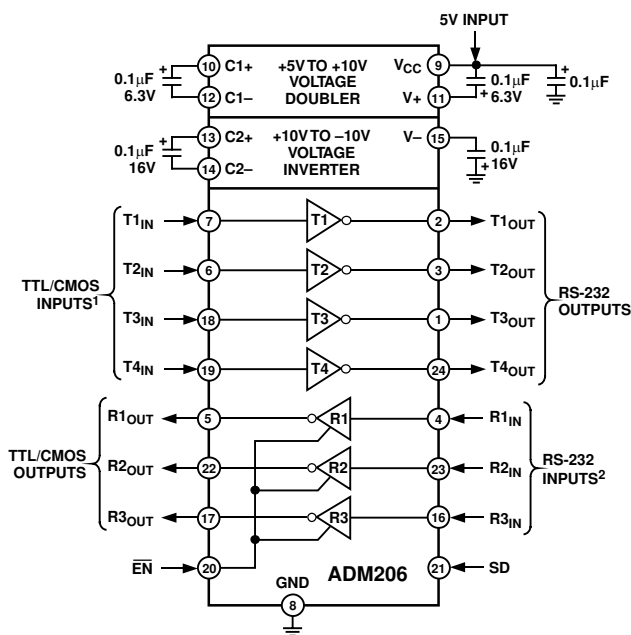 5V INPUT
0.1µF
6.3V
+
10
C1+
+5V TO +10V
VOLTAGE
DOUBLER
VCC
9
+
0.1µF
6.3V
+
0.1µF
12
C1–
V+
11
+
0.1µF
16V
+
13
C2+
+10V TO –10V
VOLTAGE
INVERTER
V–
15
0.1µF
16V
+
14
C2–
TTL/CMOS
INPUTS1
T1IN
7
T1
2
T1OUT
T2IN
6
T2
3
T2OUT
T3IN
18
T3
1
T3OUT
T4IN
19
T4
24
T4OUT
RS-232
OUTPUTS
TTL/CMOS
OUTPUTS
R1OUT
5
R1
4
R1IN
R2OUT
22
R2
23
R2IN
R3OUT
17
R3
16
R3IN
RS-232
INPUTS2
EN
20
GND
8
ADM206
21
SD